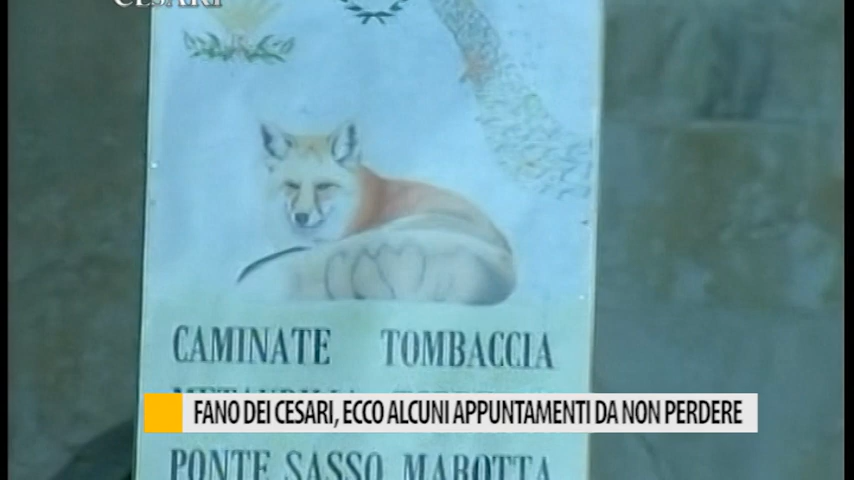 CESARI
CAMINATE TOMBACCIA
FANO DEI CESARI, ECCO ALCUNI APPUNTAMENTI DA NON PERDERE
PONTE SASSO MAROTTA